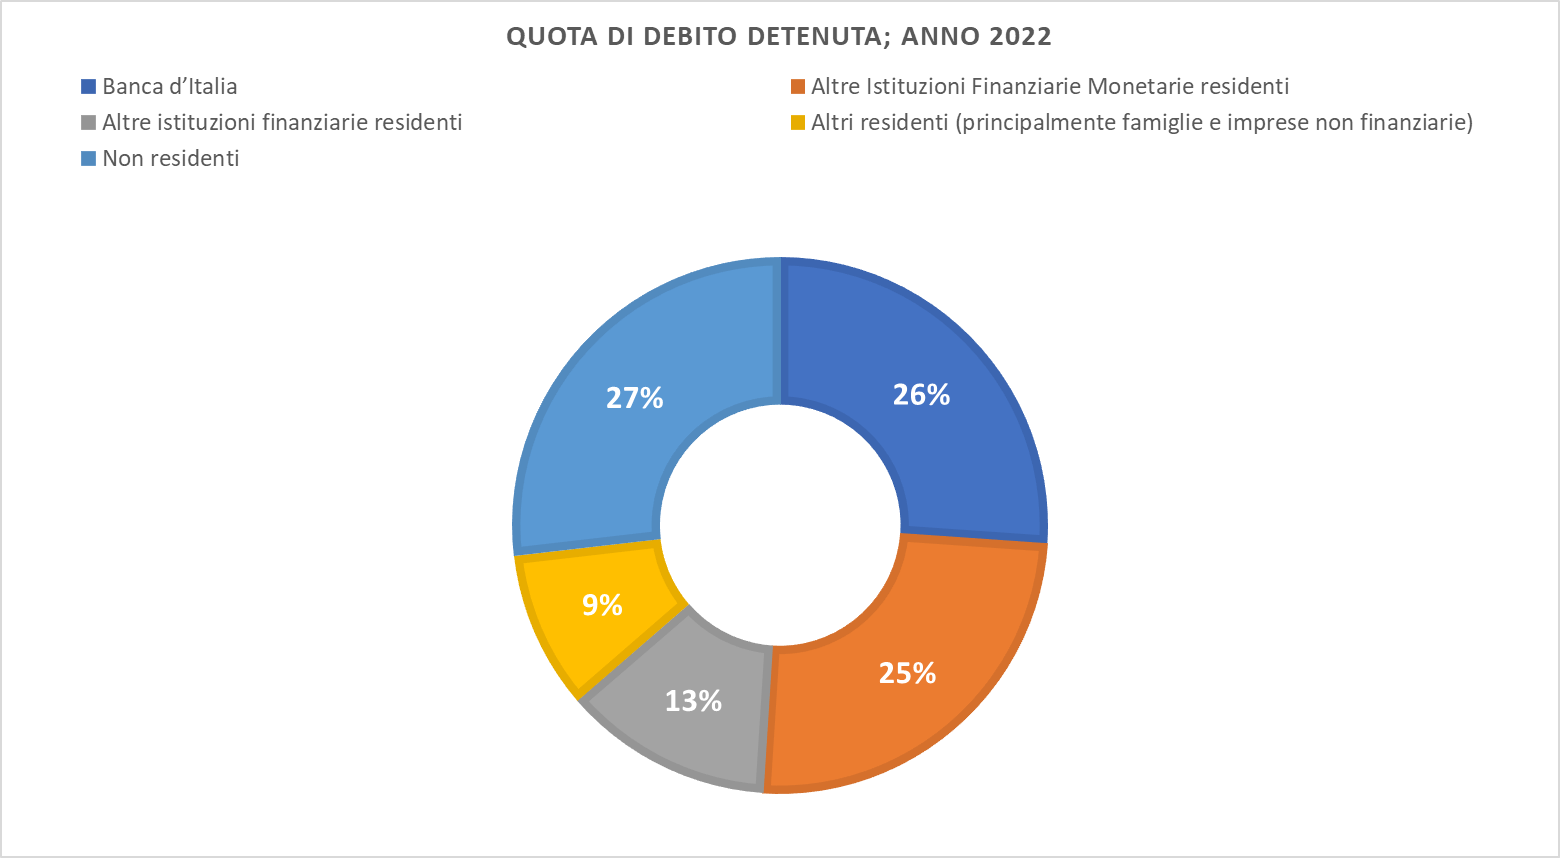 QUOTA DI DEBITO DETENUTA; ANNO 2022
Banca d’Italia
Altre Istituzioni Finanziarie Monetarie residenti
Altre istituzioni finanziarie residenti
Altri residenti (principalmente famiglie e imprese non finanziarie)
Non residenti
27%
26%
9%
25%
13%